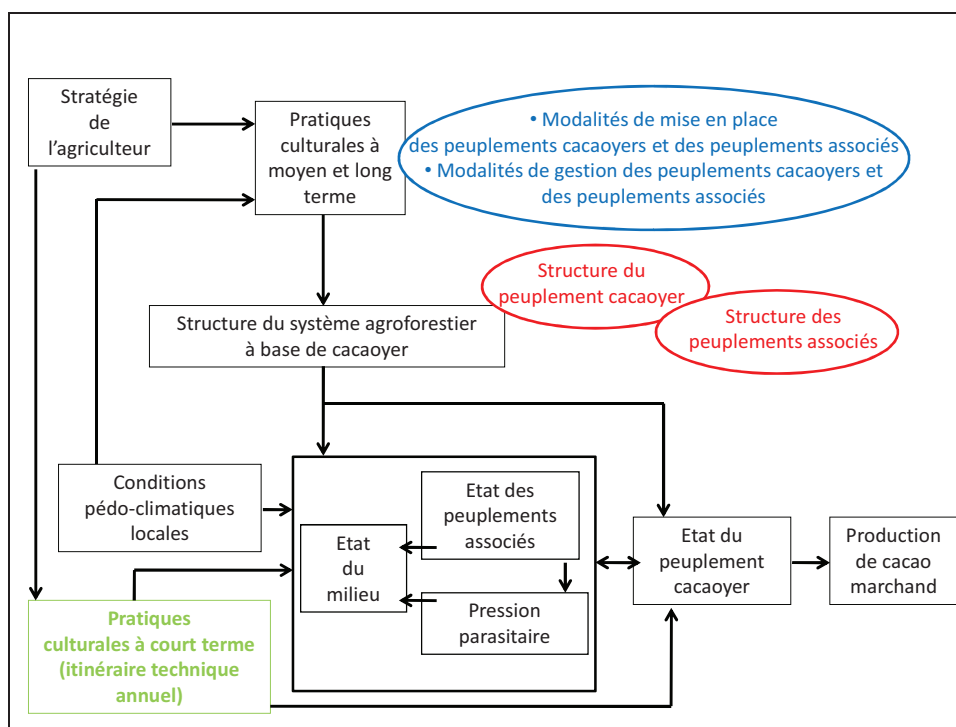 Stratégie
de
l'agriculteur
Pratiques
culturales à
moyen et long
terme
• Modalités de mise en place
des peuplements cacaoyers et des peuplements associés
• Modalités de gestion des peuplements cacaoyers et
des peuplements associés
Structure du
peuplement cacaoyer
Structure des
peuplements associés
Structure du système agroforestier
à base de cacaoyer
Conditions
pédo-climatiques
locales
Etat des
peuplements
associés
Etat
du
milieu
Pression
parasitaire
Etat du
peuplement
cacaoyer
Production
de cacao
marchand
Pratiques
culturales à court terme
(itinéraire technique
annuel)